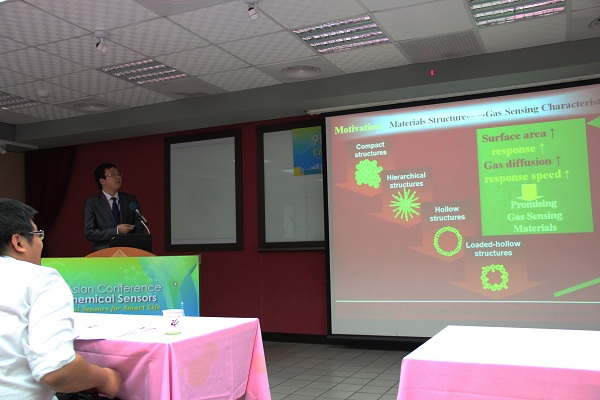 Motivation
Materials Structure
Gas Sensing Characterist
Compact
structures
Hierarchical
structures
Hollow
structures
Loaded-hollow
structures
Surface area ↑
response ↑
Gas diffusion ↑
response speed ↑
Promising
Gas Sensing
Materials
sian Conference
hemical Sensors
Sensors for Smart Life